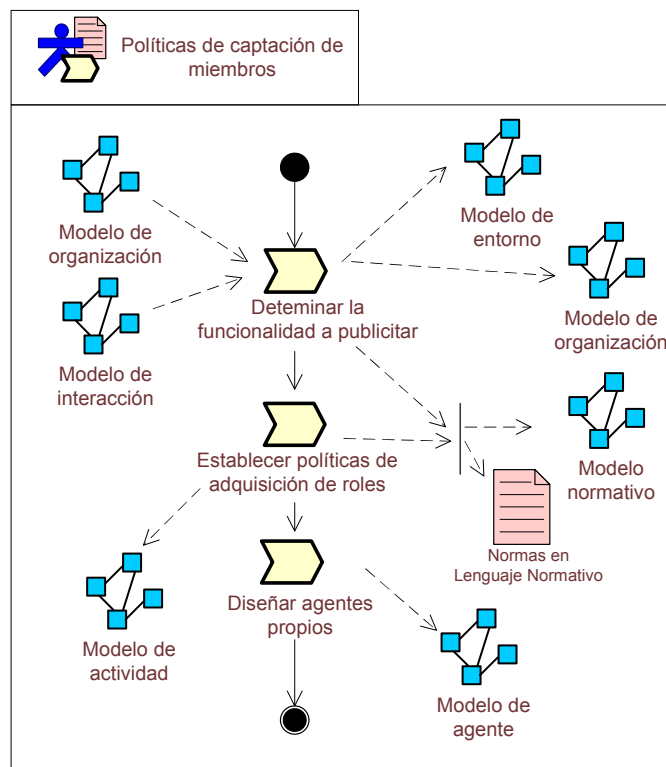 Políticas de captación de
miembros
Modelo de
organización
Modelo de
entorno
Deteminar la
funcionalidad a publicitar
Modelo de
organización
Modelo de
interacción
Establecer políticas de
adquisición de roles
Modelo
normativo
Normas en
Lenguaje Normativo
Diseñar agentes
propios
Modelo de
actividad
Modelo de
agente